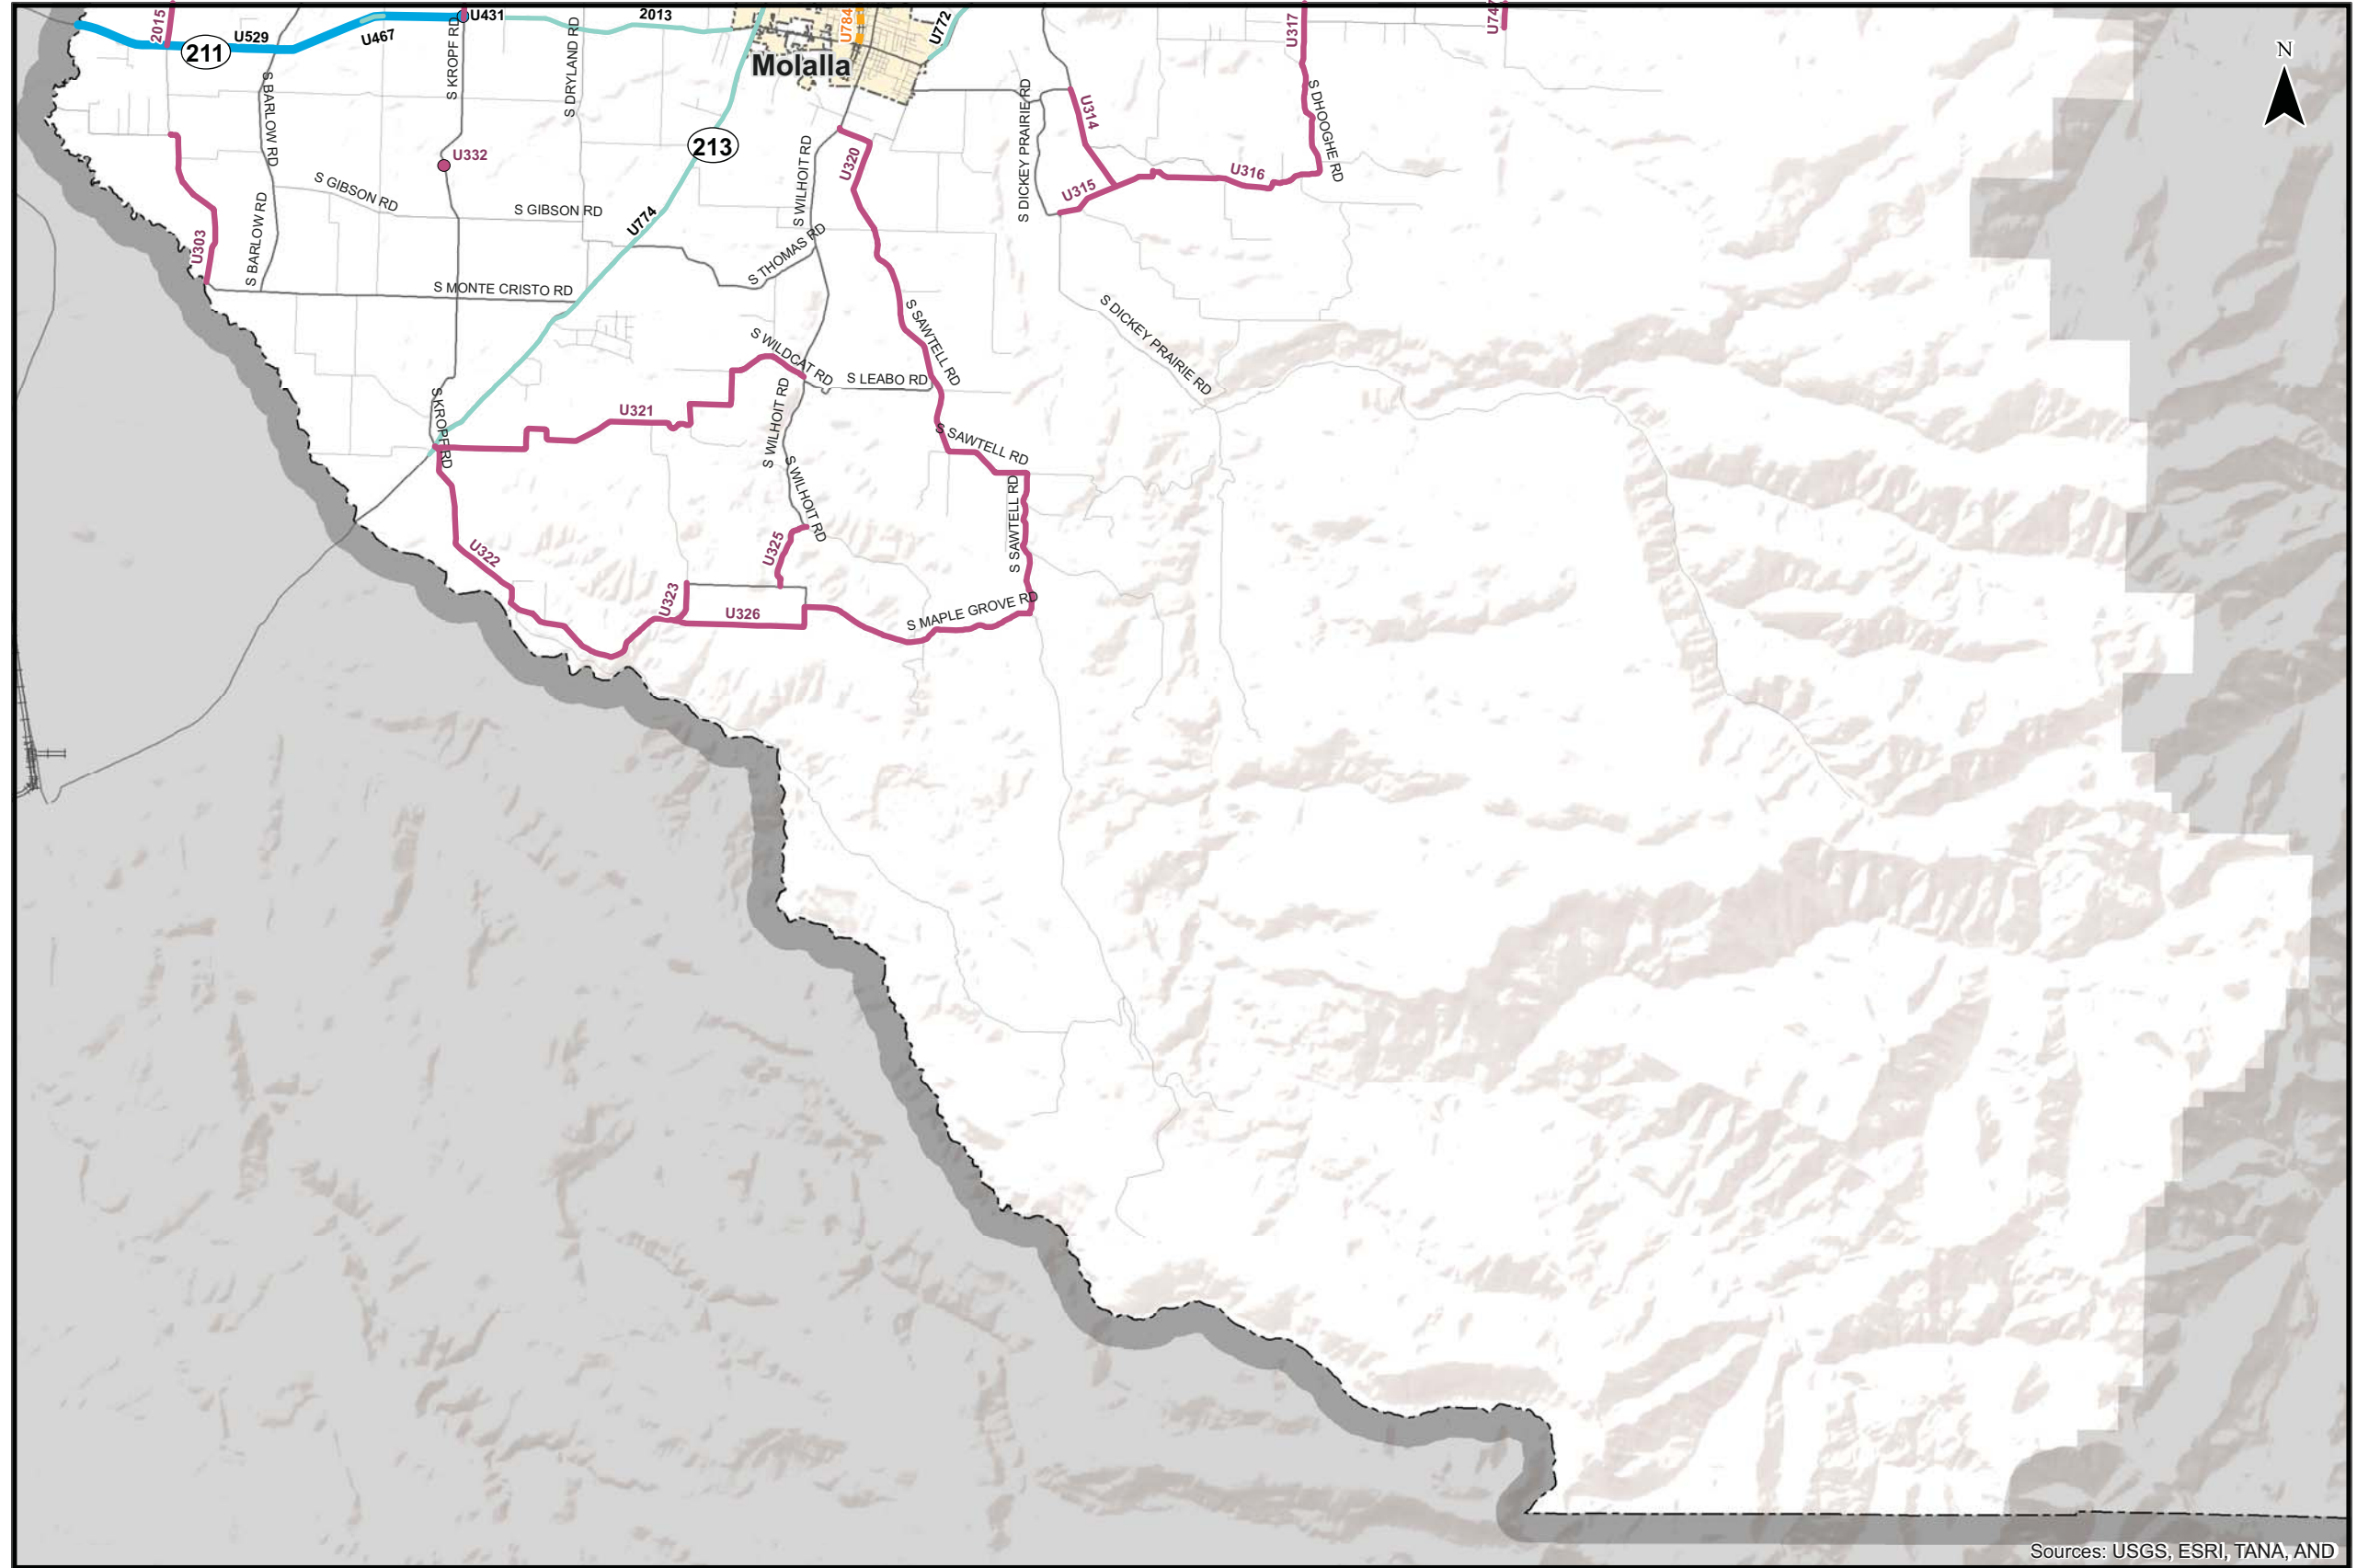 2015
U529
211
U467
U431
S KROPF RD
2013
S DRYLAND RD
Molalla
U784
U772
U317
N
S BARLOW RD
U332
213
S WILHOIT RD
U320
S DICKEY PRAIRIE RD
U314
S DHOOGHE RD
U316
U315
S GIBSON RD
S GIBSON RD
U774
U303
S BARLOW RD
S THOMAS RD
S MONTE CRISTO RD
S SAWTELL RD
S DICKEY PRAIRIE RD
S WILDCAT RD
S LEABO RD
S WILHOIT RD
U321
S KROPF RD
S SAWTELL RD
S WILHOIT RD
S SAWTELL RD
U322
U325
U323
U326
S MAPLE GROVE RD
Sources: USGS, ESRI, TANA, AND